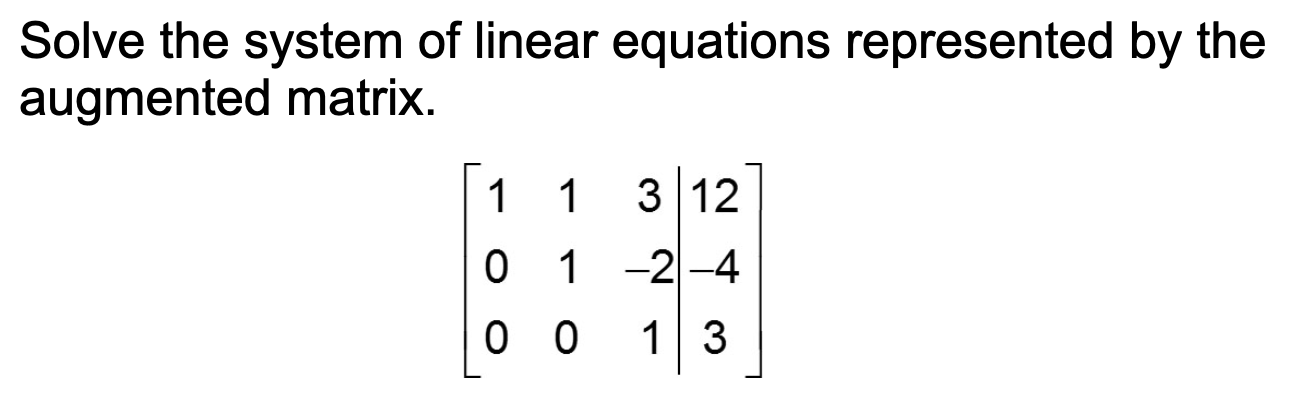 Solve the system of linear equations represented by the
augmented matrix.
1 1 3 12
0 1 –2 –4
0 0 1 3